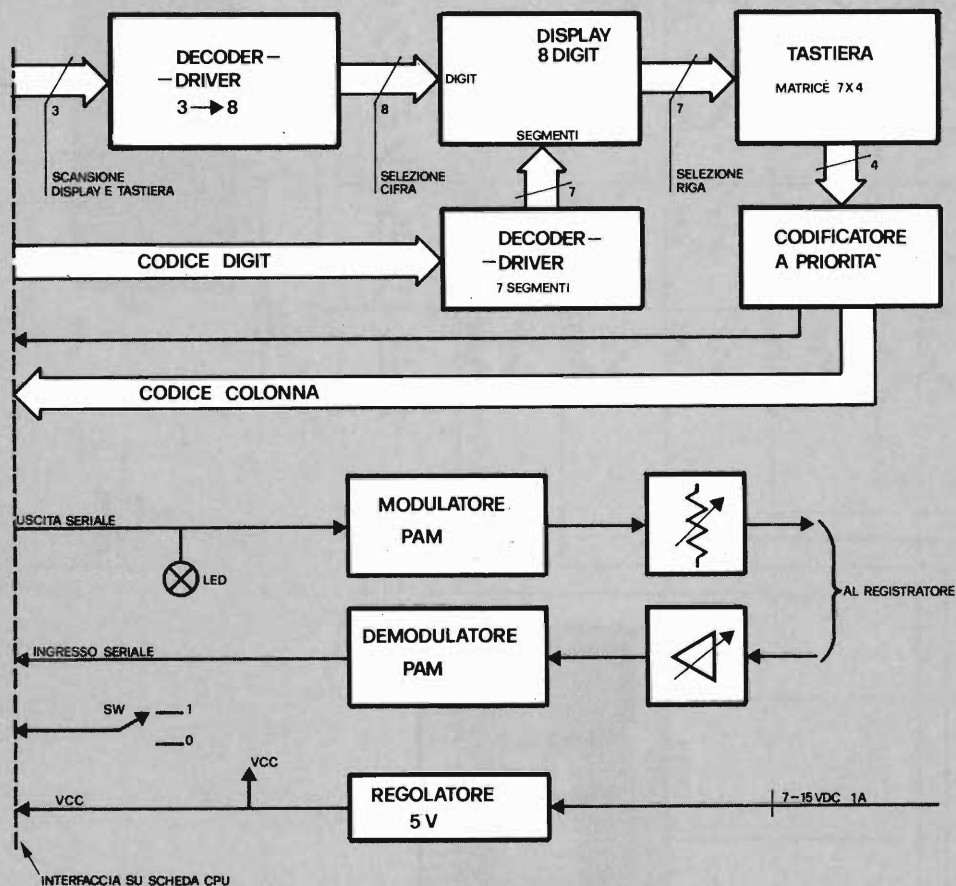 DECODER-
-DRIVER
3→8
DISPLAY
8 DIGIT
DIGIT
SEGMENTI
TASTIERA
MATRICE 7X4
3
8
7
4
SCANSIONE
DISPLAY E TASTIERA
SELEZIONE
CIFRA
SELEZIONE
RIGA
7
CODICE DIGIT
DECODER-
-DRIVER
7 SEGMENTI
CODIFICATORE
A PRIORITA`
CODICE COLONNA
USCITA SERIALE
LED
MODULATORE
PAM
AL REGISTRATORE
INGRESSO SERIALE
DEMODULATORE
PAM
SW
1
0
VCC
VCC
REGOLATORE
5 V
7-15 VDC 1A
INTERFACCIA SU SCHEDA CPU